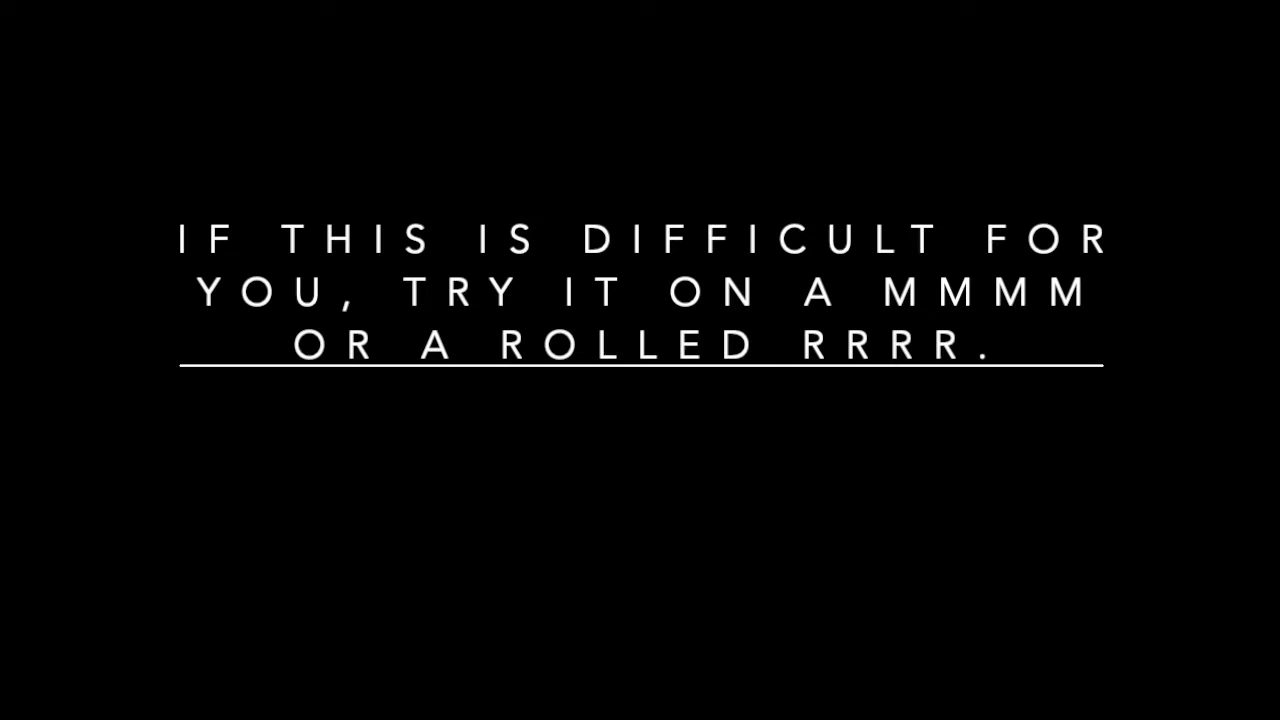 IF THIS IS DIFFICULT FOR
YOU, TRY IT ON A MMMM
OR A ROLLED RRRR.